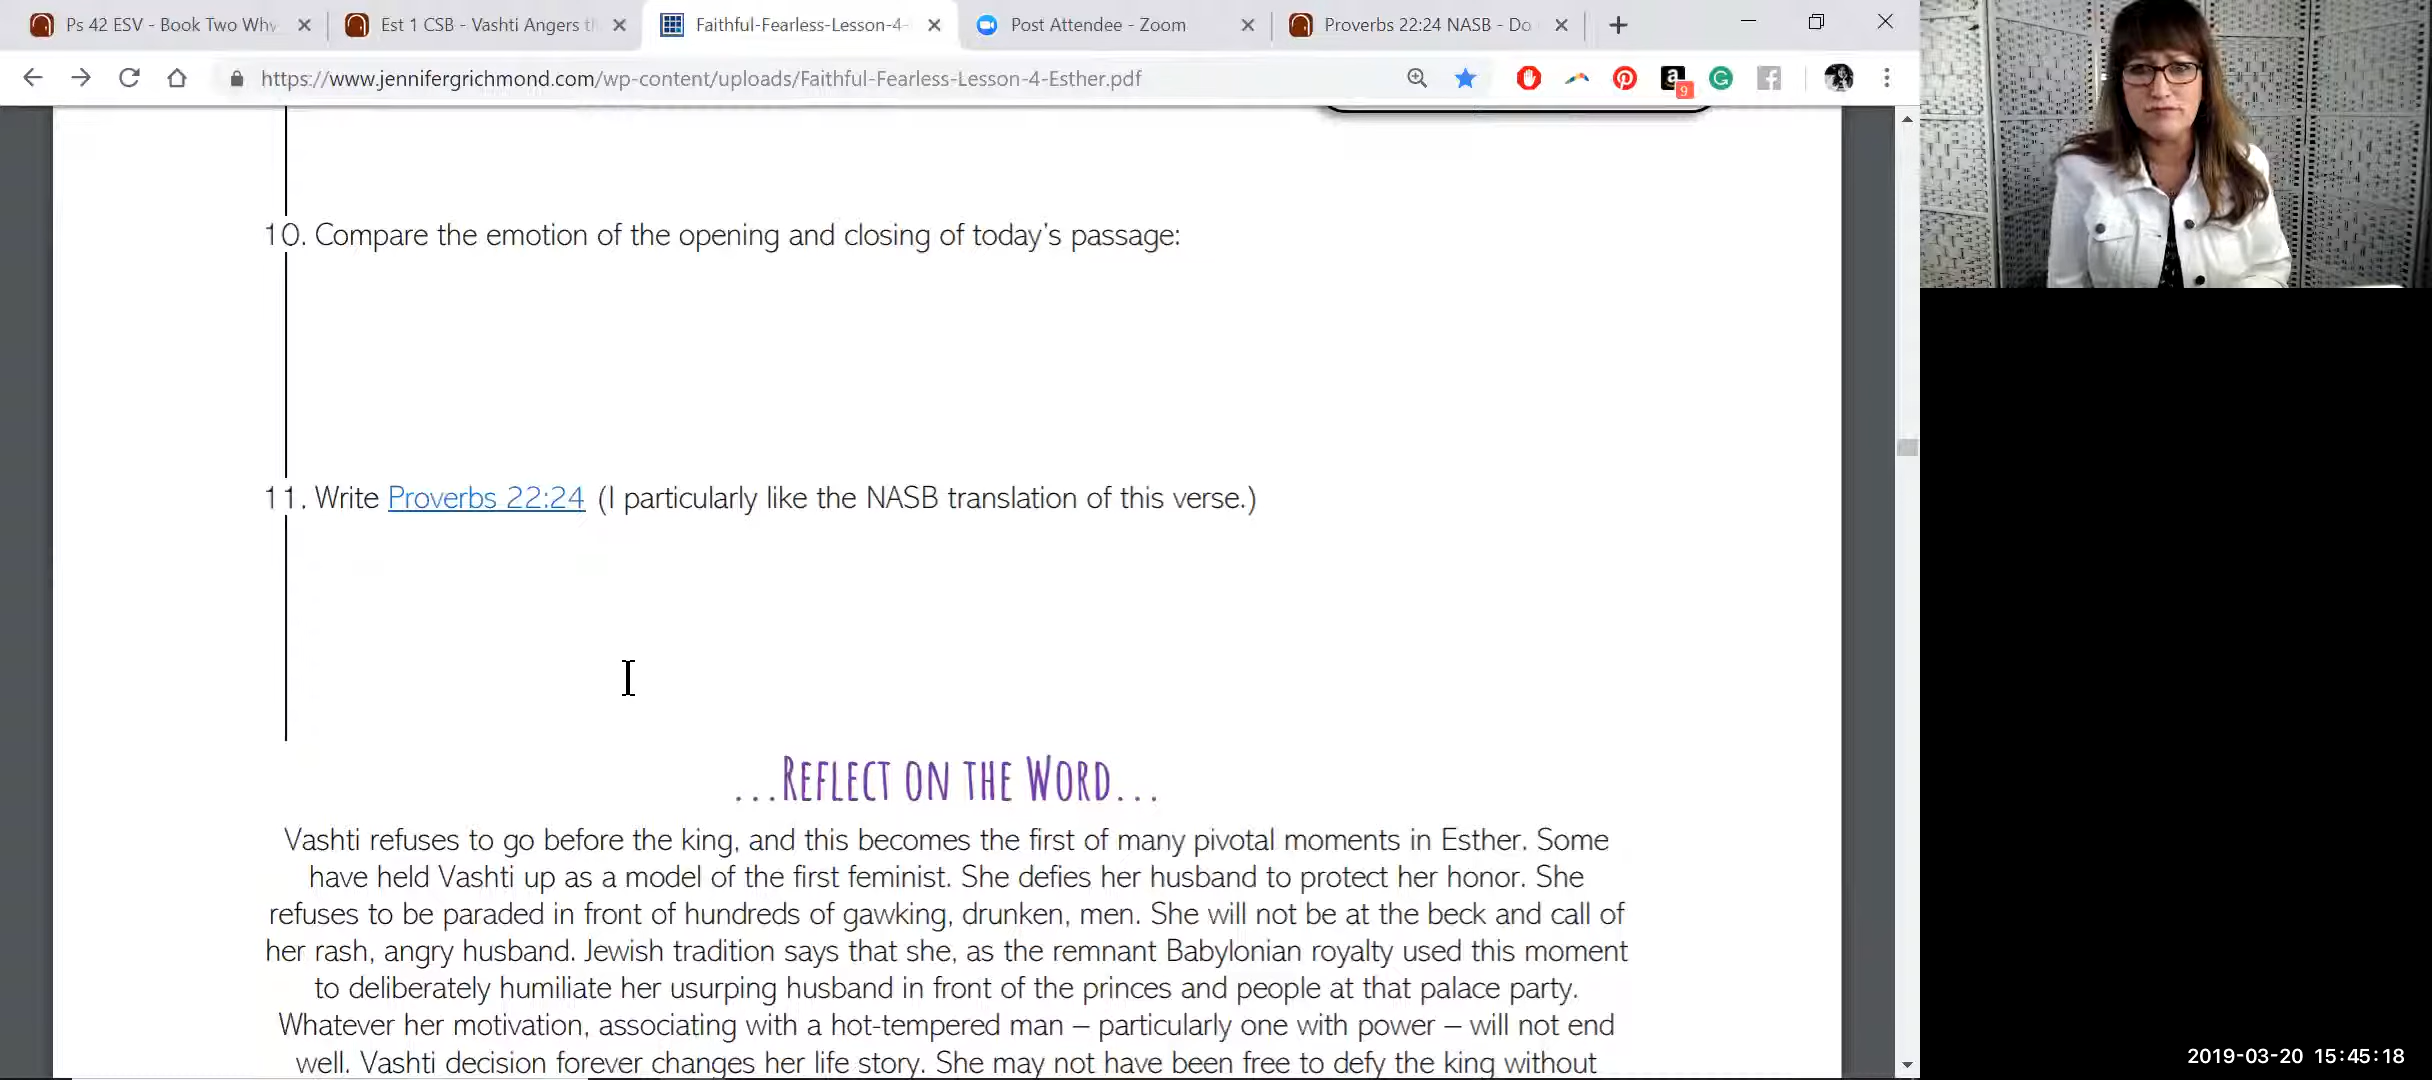 Ps 42 ESV - Book Two Why
Est 1 CSB - Vashti Angers th
Faithful-Fearless-Lesson-4-
Post Attendee - Zoom
Proverbs 22:24 NASB - Do
https://www.jennifergrichmond.com/wp-content/uploads/Faithful-Fearless-Lesson-4-Esther.pdf
9
10. Compare the emotion of the opening and closing of today's passage:
11. Write Proverbs 22:24 (I particularly like the NASB translation of this verse.)
...Reflect on the Word...
Vashti refuses to go before the king, and this becomes the first of many pivotal moments in Esther. Some
have held Vashti up as a model of the first feminist. She defies her husband to protect her honor. She
refuses to be paraded in front of hundreds of gawking, drunken, men. She will not be at the beck and call of
her rash, angry husband. Jewish tradition says that she, as the remnant Babylonian royalty used this moment
to deliberately humiliate her usurping husband in front of the princes and people at that palace party.
Whatever her motivation, associating with a hot-tempered man – particularly one with power – will not end
well. Vashti decision forever changes her life story. She may not have been free to defy the king without
2019-03-20 15:45:18